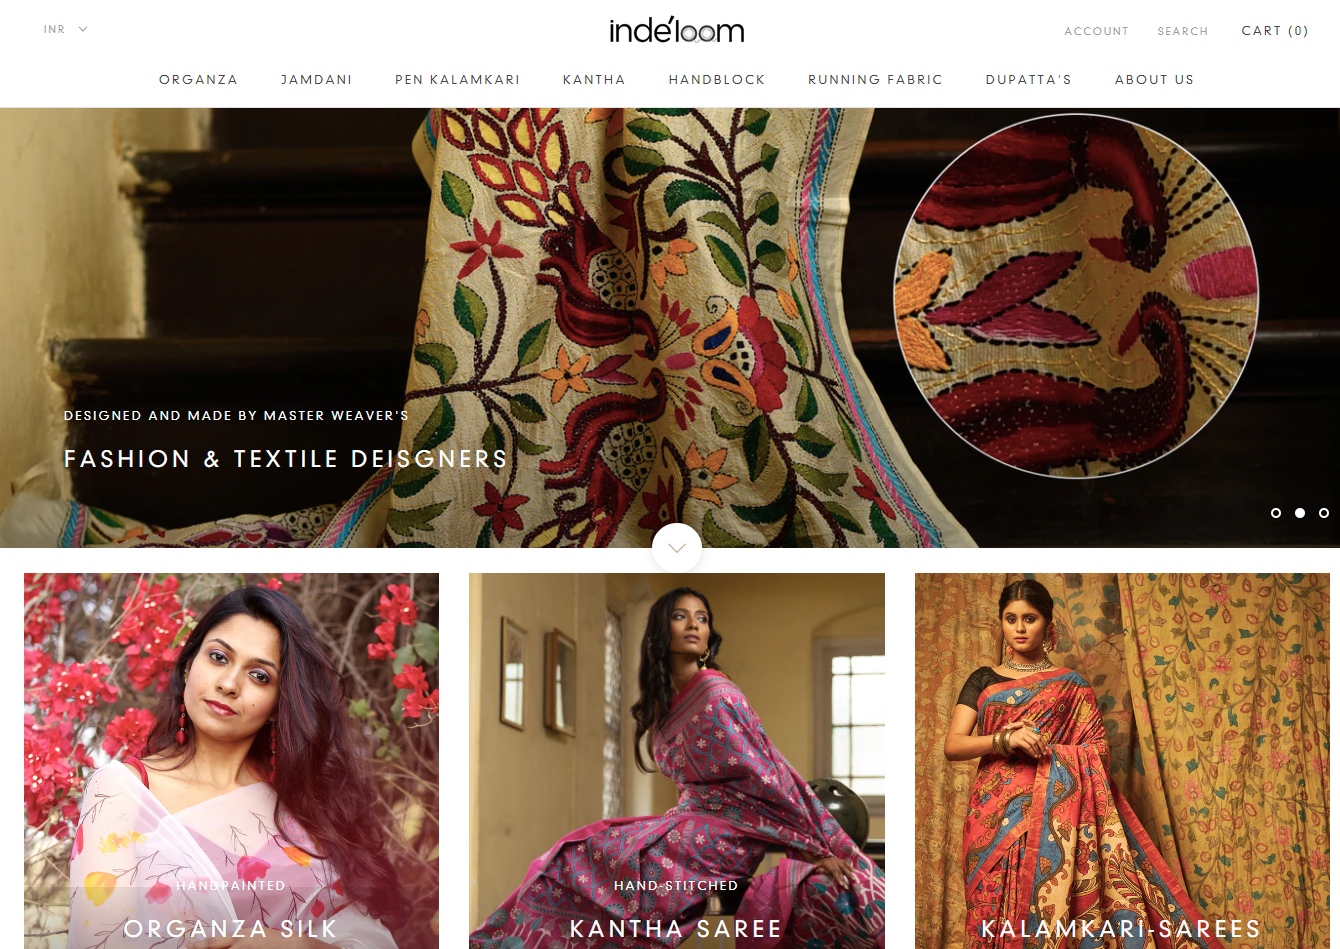 INR
inde'loom
ACCOUNT SEARCH CART (0)
ORGANZA JAMDANI PEN KALAMKARI KANTHA HANDBLOCK RUNNING FABRIC DUPATTA'S ABOUT US
DESIGNED AND MADE BY MASTER WEAVER'S
FASHION & TEXTILE DEISGNERS
HANDPAINTED
ORGANZA SILK
HAND-STITCHED
KANTHA SAREE
KALAMKARI-SAREES